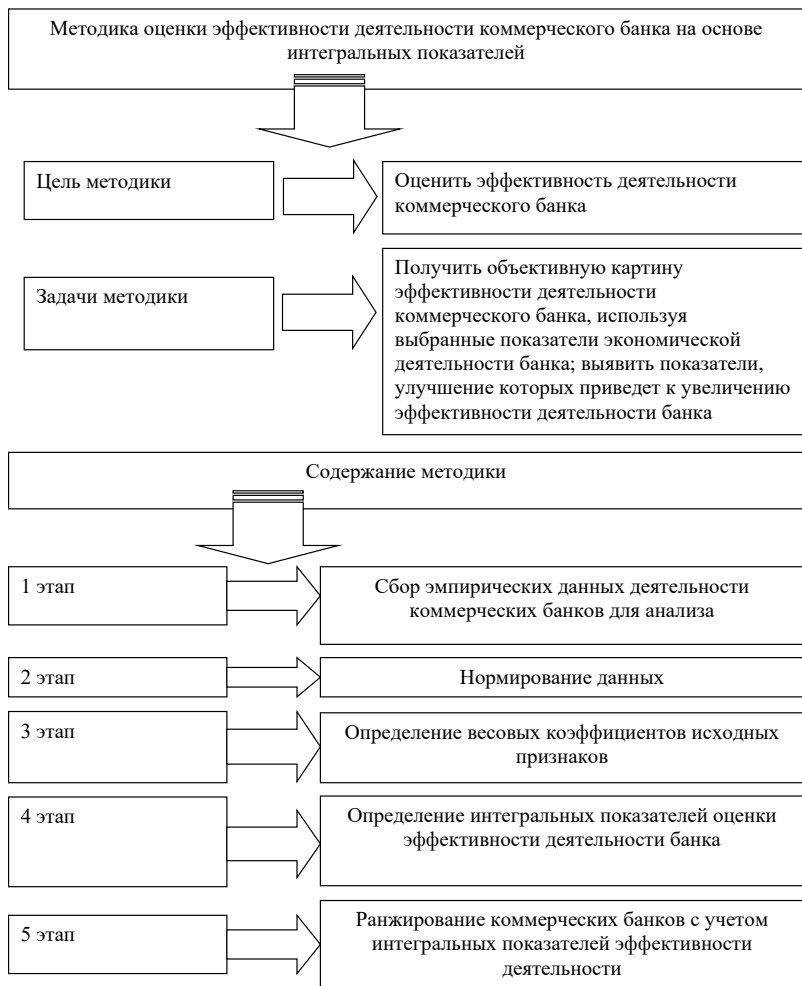 Методика оценки эффективности деятельности коммерческого банка на основе
интегральных показателей
Цель методики
Оценить эффективность деятельности
коммерческого банка
Задачи методики
Получить объективную картину
эффективности деятельности
коммерческого банка, используя
выбранные показатели экономической
деятельности банка; выявить показатели,
улучшение которых приведет к увеличению
эффективности деятельности банка
Содержание методики
1 этап
Сбор эмпирических данных деятельности
коммерческих банков для анализа
2 этап
Нормирование данных
3 этап
Определение весовых коэффициентов исходных
признаков
4 этап
Определение интегральных показателей оценки
эффективности деятельности банка
5 этап
Ранжирование коммерческих банков с учетом
интегральных показателей эффективности
деятельности